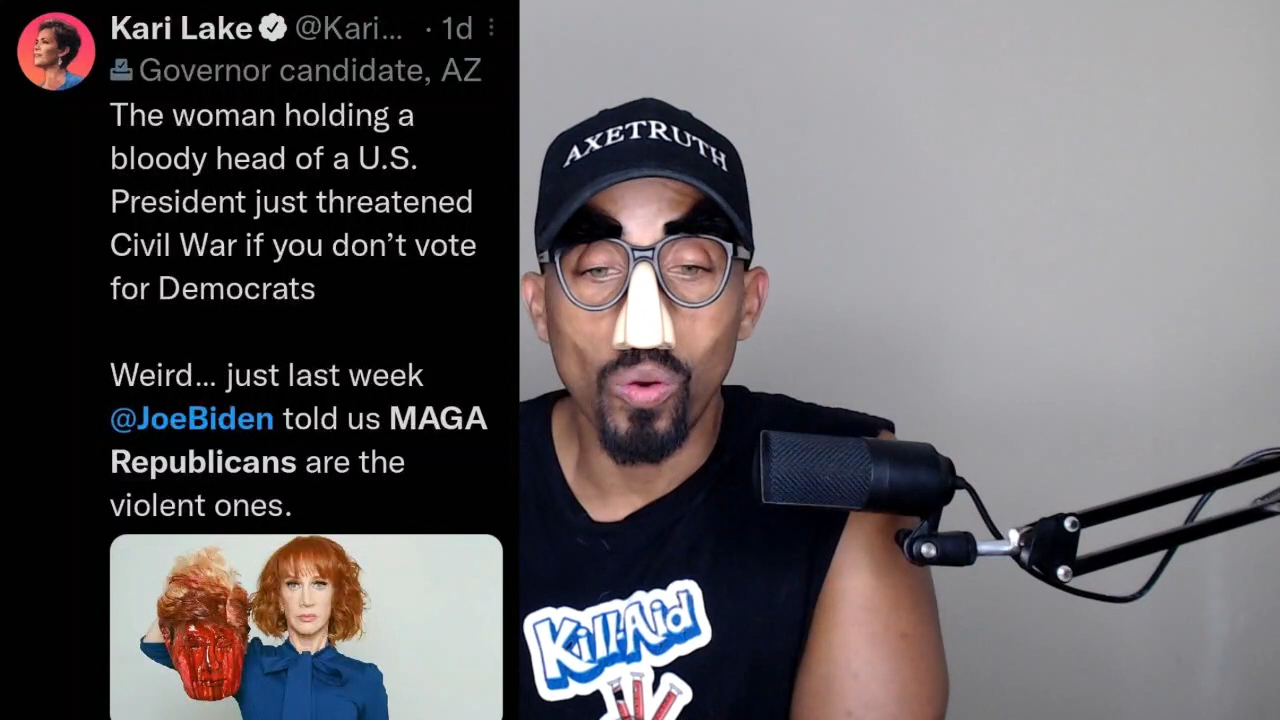 Kari Lake @Kari... · 1d
Governor candidate, AZ
The woman holding a
bloody head of a U.S.
President just threatened
Civil War if you don’t vote
for Democrats
Weird... just last week
@JoeBiden told us MAGA
Republicans are the
violent ones.
AXETRUTH
Kill-Aid